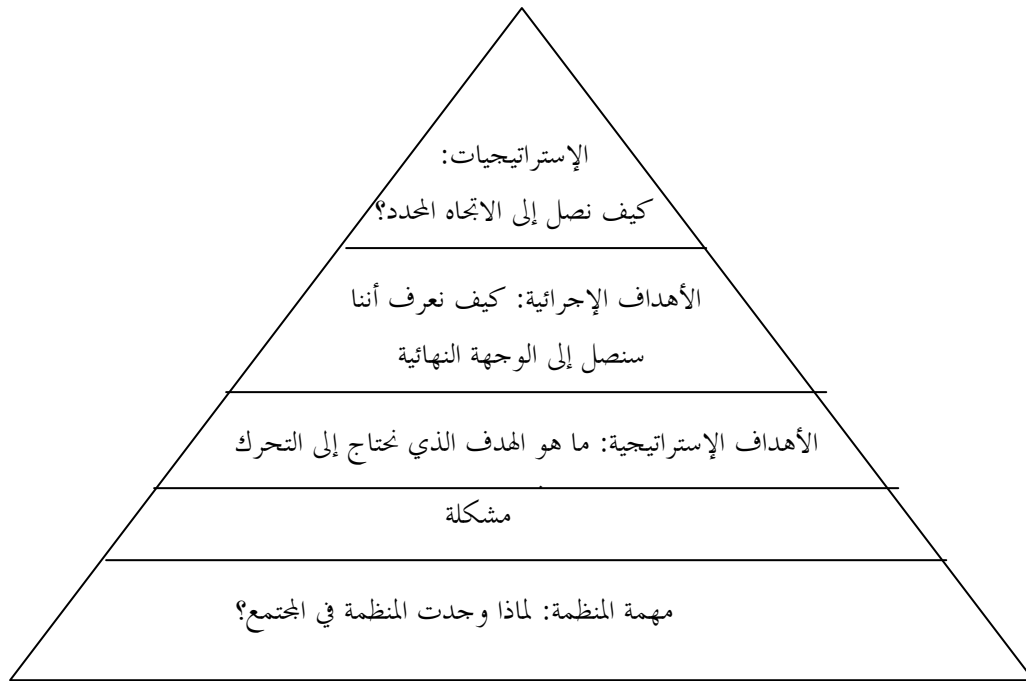 الإستراتيجيات:
كيف نصل إلى الاتجاه المحدد؟
الأهداف الإجرائية: كيف نعرف أننا
سنصل إلى الوجهة النهائية
الأهداف الإستراتيجية: ما هو الهدف الذي نحتاج إلى التحرك
مشكلة
مهمة المنظمة: لماذا وجدت المنظمة في المجتمع؟